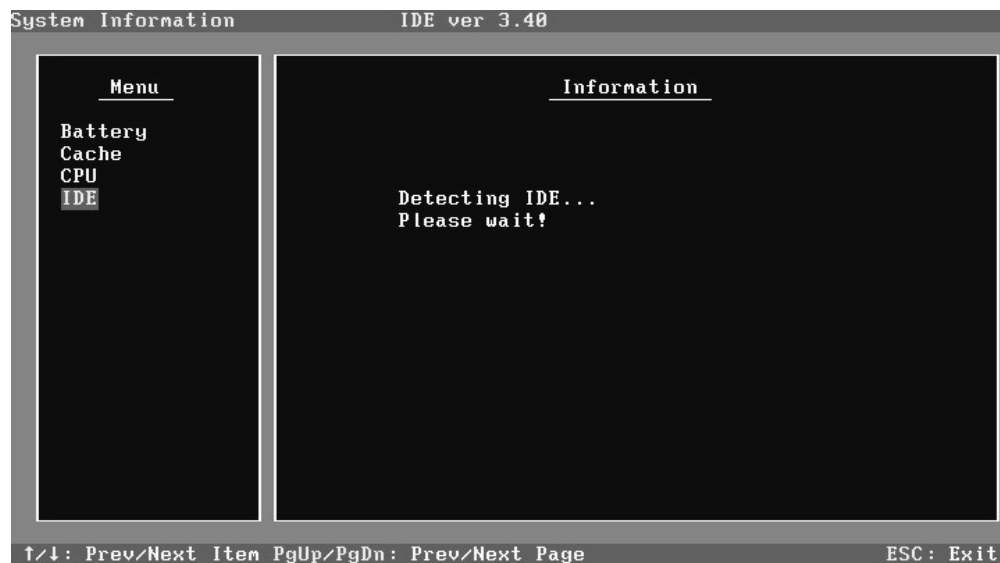 System Information IDE ver 3.40
Menu
Battery
Cache
CPU
IDE
Information
Detecting IDE...
Please wait!
↑/↓: Prev/Next Item PgUp/PgDn: Prev/Next Page ESC: Exit